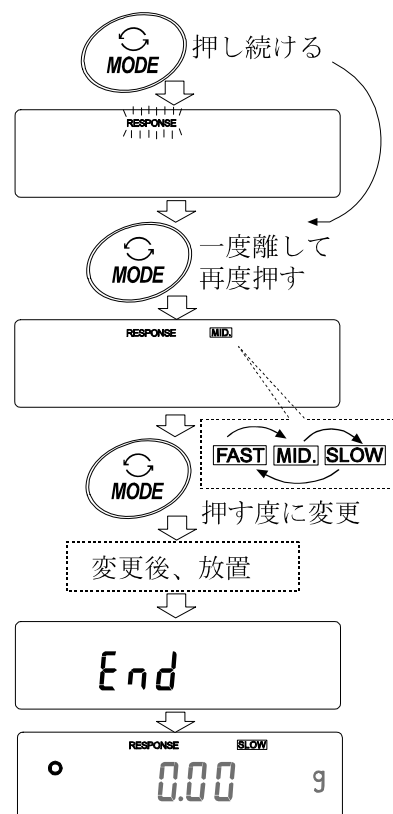 MODE
押し続ける
RESPONSE
MODE
一度離して
再度押す
RESPONSE MID.
FAST MID. SLOW
MODE
押す度に変更
変更後、放置
End
RESPONSE SLOW
0.00 g